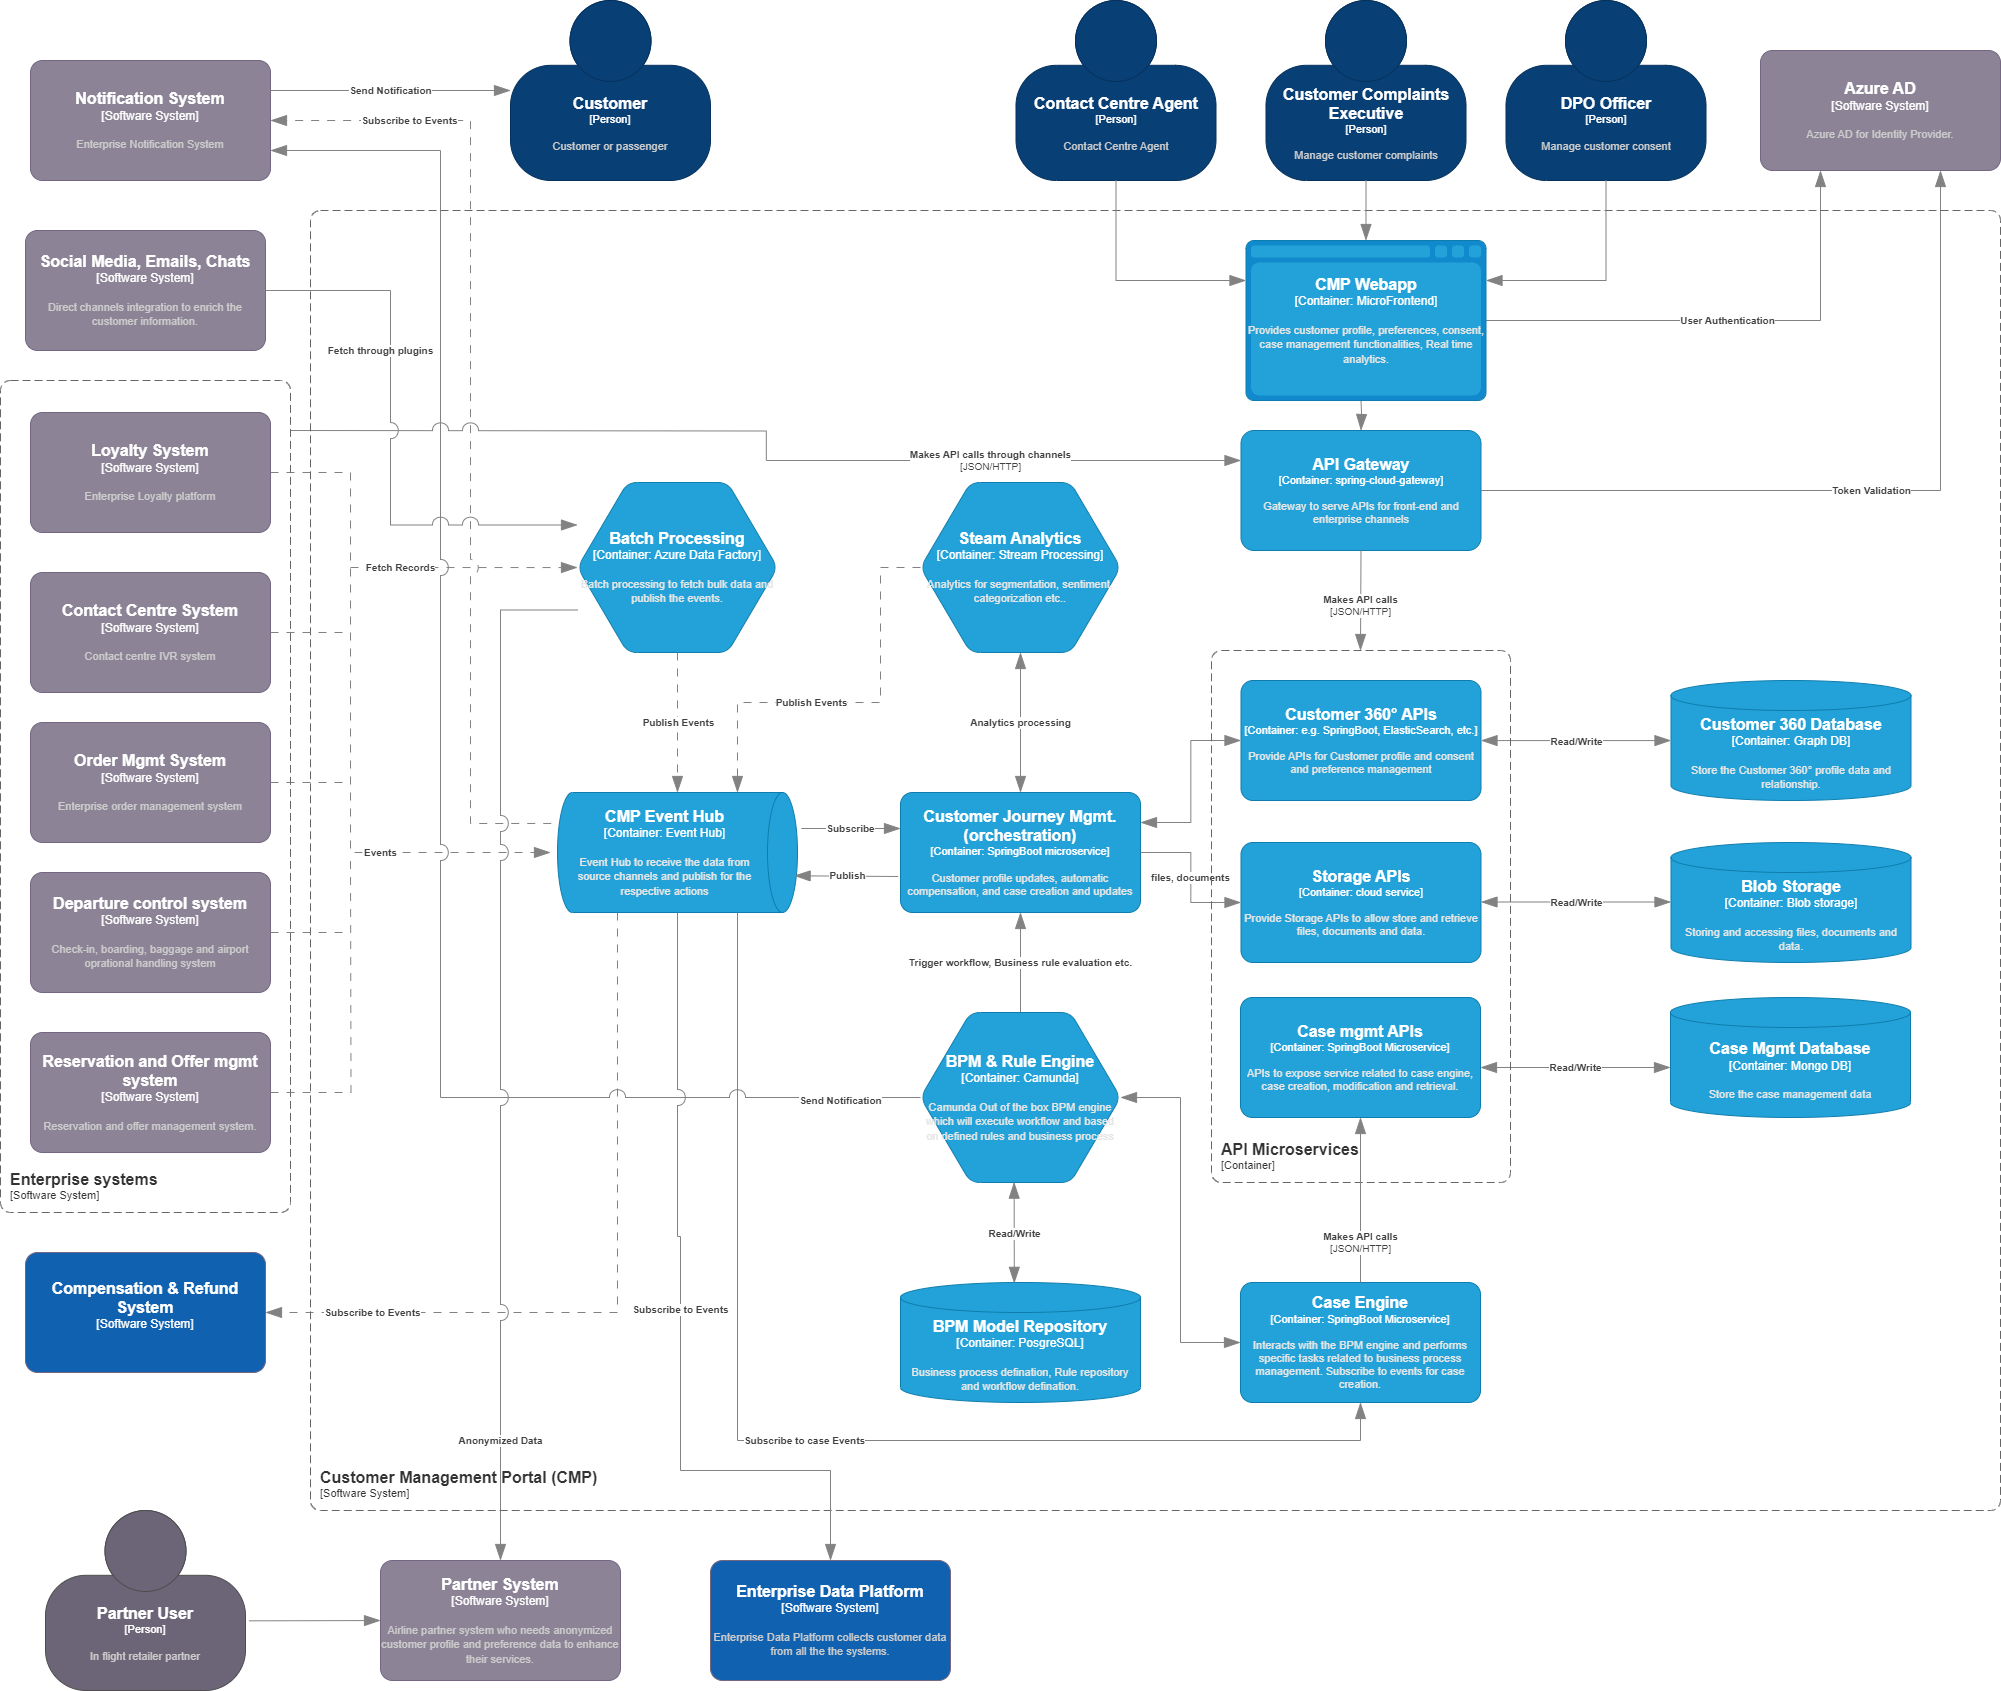 Customer
[Person]
Customer or passenger
Contact Centre Agent
[Person]
Contact Centre Agent
Customer Complaints
Executive
[Person]
Manage customer complaints
DPO Officer
[Person]
Manage customer consent
Azure AD
[Software System]
Azure AD for Identity Provider.
Notification System
[Software System]
Enterprise Notification System
Send Notification
Subscribe to Events
Social Media, Emails, Chats
[Software System]
Direct channels integration to enrich the
customer information.
Fetch through plugins
CMP Webapp
[Container: MicroFrontend]
Provides customer profile, preferences, consent,
case management functionalities, Real time
analytics.
User Authentication
Loyalty System
[Software System]
Enterprise Loyalty platform
Makes API calls through channels
[JSON/HTTP]
API Gateway
[Container: spring-cloud-gateway]
Gateway to serve APIs for front-end and
enterprise channels
Token Validation
Batch Processing
[Container: Azure Data Factory]
Batch processing to fetch bulk data and
publish the events.
Steam Analytics
[Container: Stream Processing]
Analytics for segmentation, sentiment,
categorization etc..
Fetch Records
Makes API calls
[JSON/HTTP]
Contact Centre System
[Software System]
Contact centre IVR system
Publish Events
Publish Events
Analytics processing
Order Mgmt System
[Software System]
Enterprise order management system
Customer 360° APIs
[Container: e.g. SpringBoot, ElasticSearch, etc.]
Provide APIs for Customer profile and consent
and preference management
Read/Write
Customer 360 Database
[Container: Graph DB]
Store the Customer 360° profile data and
relationship.
CMP Event Hub
[Container: Event Hub]
Event Hub to receive the data from
source channels and publish for the
respective actions
Events
Subscribe
Publish
Customer Journey Mgmt.
(orchestration)
[Container: SpringBoot microservice]
Customer profile updates, automatic
compensation, and case creation and updates
files, documents
Storage APIs
[Container: cloud service]
Provide Storage APIs to allow store and retrieve
files, documents and data.
Read/Write
Blob Storage
[Container: Blob storage]
Storing and accessing files, documents and
data.
Departure control system
[Software System]
Check-in, boarding, baggage and airport
oprational handling system
Trigger workflow, Business rule evaluation etc.
Reservation and Offer mgmt
system
[Software System]
Reservation and offer management system.
Enterprise systems
[Software System]
Send Notification
BPM & Rule Engine
[Container: Camunda]
Camunda Out of the box BPM engine
which will execute workflow and based
on defined rules and business process
Case mgmt APIs
[Container: SpringBoot Microservice]
APIs to expose service related to case engine,
case creation, modification and retrieval.
Read/Write
Case Mgmt Database
[Container: Mongo DB]
Store the case management data
API Microservices
[Container]
Read/Write
Makes API calls
[JSON/HTTP]
Compensation & Refund
System
[Software System]
Subscribe to Events
Subscribe to Events
BPM Model Repository
[Container: PosgreSQL]
Business process defination, Rule repository
and workflow defination.
Case Engine
[Container: SpringBoot Microservice]
Interacts with the BPM engine and performs
specific tasks related to business process
management. Subscribe to events for case
creation.
Anonymized Data
Subscribe to case Events
Customer Management Portal (CMP)
[Software System]
Partner User
[Person]
In flight retailer partner
Partner System
[Software System]
Airline partner system who needs anonymized
customer profile and preference data to enhance
their services.
Enterprise Data Platform
[Software System]
Enterprise Data Platform collects customer data
from all the the systems.